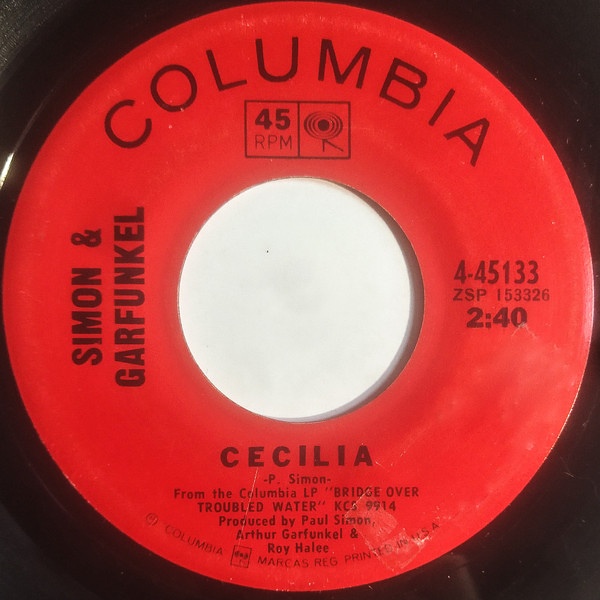 COLUMBIA
45
RPM
SIMON &
GARFUNKEL
4-45133
ZSP 153326
2:40
CECILIA
-P. Simon-
From the Columbia LP "BRIDGE OVER
TROUBLED WATER" KCS 9914
Produced by Paul Simon,
Arthur Garfunkel &
Roy Halee
℗ "COLUMBIA" MARCAS REG. PRINTED IN U.S.A.